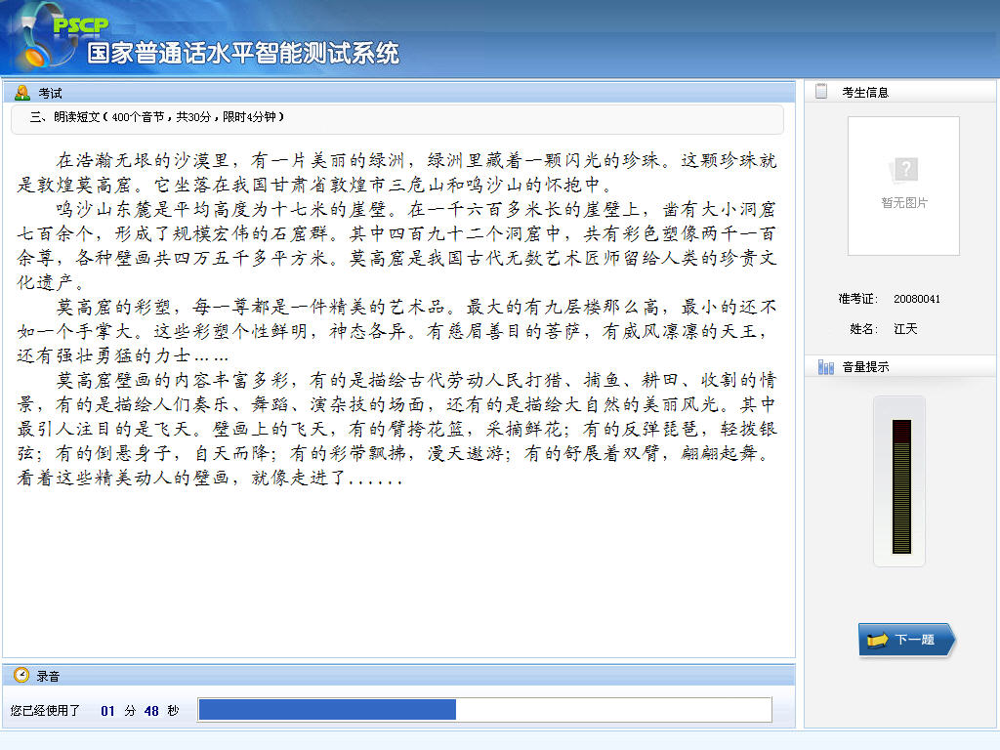 PSCP
国家普通话水平智能测试系统
考试
三、朗读短文(400个音节,共30分,限时4分钟)
在浩瀚无垠的沙漠里,有一片美丽的绿洲,绿洲里藏着一颗闪光的珍珠。这颗珍珠就
是敦煌莫高窟。它坐落在我国甘肃省敦煌市三危山和鸣沙山的怀抱中。
鸣沙山东麓是平均高度为十七米的崖壁。在一千六百多米长的崖壁上,凿有大小洞窟
七百余个,形成了规模宏伟的石窟群。其中四百九十二个洞窟中,共有彩色塑像两千一百
余尊,各种壁画共四万五千多平方米。莫高窟是我国古代无数艺术匠师留给人类的珍贵文
化遗产。
莫高窟的彩塑,每一尊都是一件精美的艺术品。最大的有九层楼那么高,最小的还不
如一个手掌大。这些彩塑个性鲜明,神态各异。有慈眉善目的菩萨,有威风凛凛的天王,
还有强壮勇猛的力士……
莫高窟壁画的内容丰富多彩,有的是描绘古代劳动人民打猎、捕鱼、耕田、收割的情
景,有的是描绘人们奏乐、舞蹈、演杂技的场面,还有的是描绘大自然的美丽风光。其中
最引人注目的是飞天。壁画上的飞天,有的臂挎花篮,采摘鲜花;有的反弹琵琶,轻拨银
弦;有的倒悬身子,自天而降;有的彩带飘拂,漫天遨游;有的舒展着双臂,翩翩起舞。
看着这些精美动人的壁画,就像走进了......
录音
您已经使用了 01 分 48 秒
考生信息
?
暂无图片
准考证: 20080041
姓名: 江天
音量提示
下一题